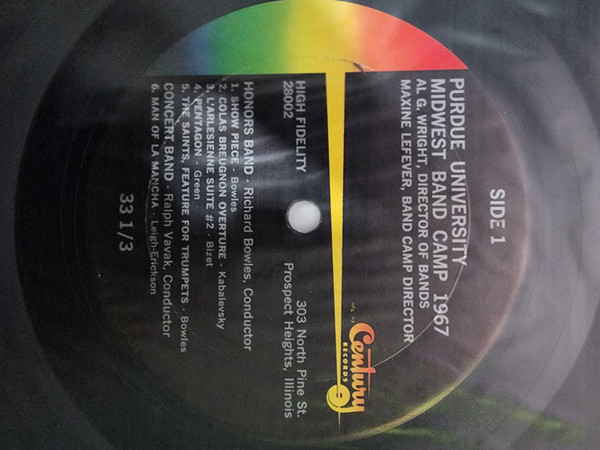 SIDE 1
PURDUE UNIVERSITY
MIDWEST BAND CAMP 1967
AL G. WRIGHT, DIRECTOR OF BANDS
MAXINE LEFEVER, BAND CAMP DIRECTOR
mfg. by
Century
RECORDS
HIGH FIDELITY
28002
303 North Pine St.
Prospect Heights, Illinois
HONORS BAND - Richard Bowles, Conductor
1. SHOW PIECE - Bowles
2. COLAS BREUGNON OVERTURE - Kabalevsky
3. L'ARLESIENNE SUITE #2 - Bizet
4. PENTAGON - Green
5. THE SAINTS, FEATURE FOR TRUMPETS - Bowles
CONCERT BAND - Ralph Vavak, Conductor
6. MAN OF LA MANCHA - Leigh-Erickson
33 1/3